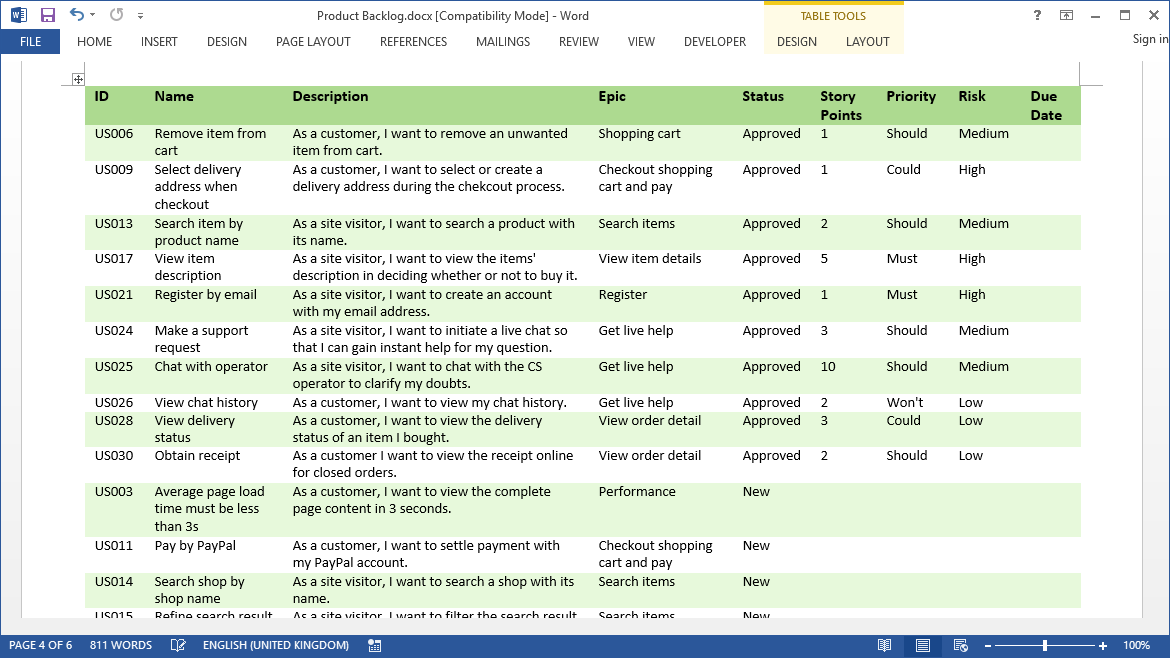 Product Backlog.docx [Compatibility Mode] - Word
TABLE TOOLS
?
FILE HOME INSERT DESIGN PAGE LAYOUT REFERENCES MAILINGS REVIEW VIEW DEVELOPER DESIGN LAYOUT Sign in
ID Name Description Epic Status Story Priority Risk Due
Points Date
US006 Remove item from As a customer, I want to remove an unwanted Shopping cart Approved 1 Should Medium
cart item from cart.
US009 Select delivery As a customer, I want to select or create a Checkout shopping Approved 1 Could High
address when delivery address during the chekcout process. cart and pay
checkout
US013 Search item by As a site visitor, I want to search a product with Search items Approved 2 Should Medium
product name its name.
US017 View item As a site visitor, I want to view the items' View item details Approved 5 Must High
description description in deciding whether or not to buy it.
US021 Register by email As a site visitor, I want to create an account Register Approved 1 Must High
with my email address.
US024 Make a support As a site visitor, I want to initiate a live chat so Get live help Approved 3 Should Medium
request that I can gain instant help for my question.
US025 Chat with operator As a site visitor, I want to chat with the CS Get live help Approved 10 Should Medium
operator to clarify my doubts.
US026 View chat history As a customer, I want to view my chat history. Get live help Approved 2 Won't Low
US028 View delivery As a customer, I want to view the delivery View order detail Approved 3 Could Low
status status of an item I bought.
US030 Obtain receipt As a customer I want to view the receipt online View order detail Approved 2 Should Low
for closed orders.
US003 Average page load As a customer, I want to view the complete Performance New
time must be less page content in 3 seconds.
than 3s
US011 Pay by PayPal As a customer, I want to settle payment with Checkout shopping New
my PayPal account. cart and pay
US014 Search shop by As a site visitor, I want to search a shop with its Search items New
shop name name.
US015 Refine search result As a site visitor, I want to filter the search result Search items New
PAGE 4 OF 6 811 WORDS ENGLISH (UNITED KINGDOM) 100%